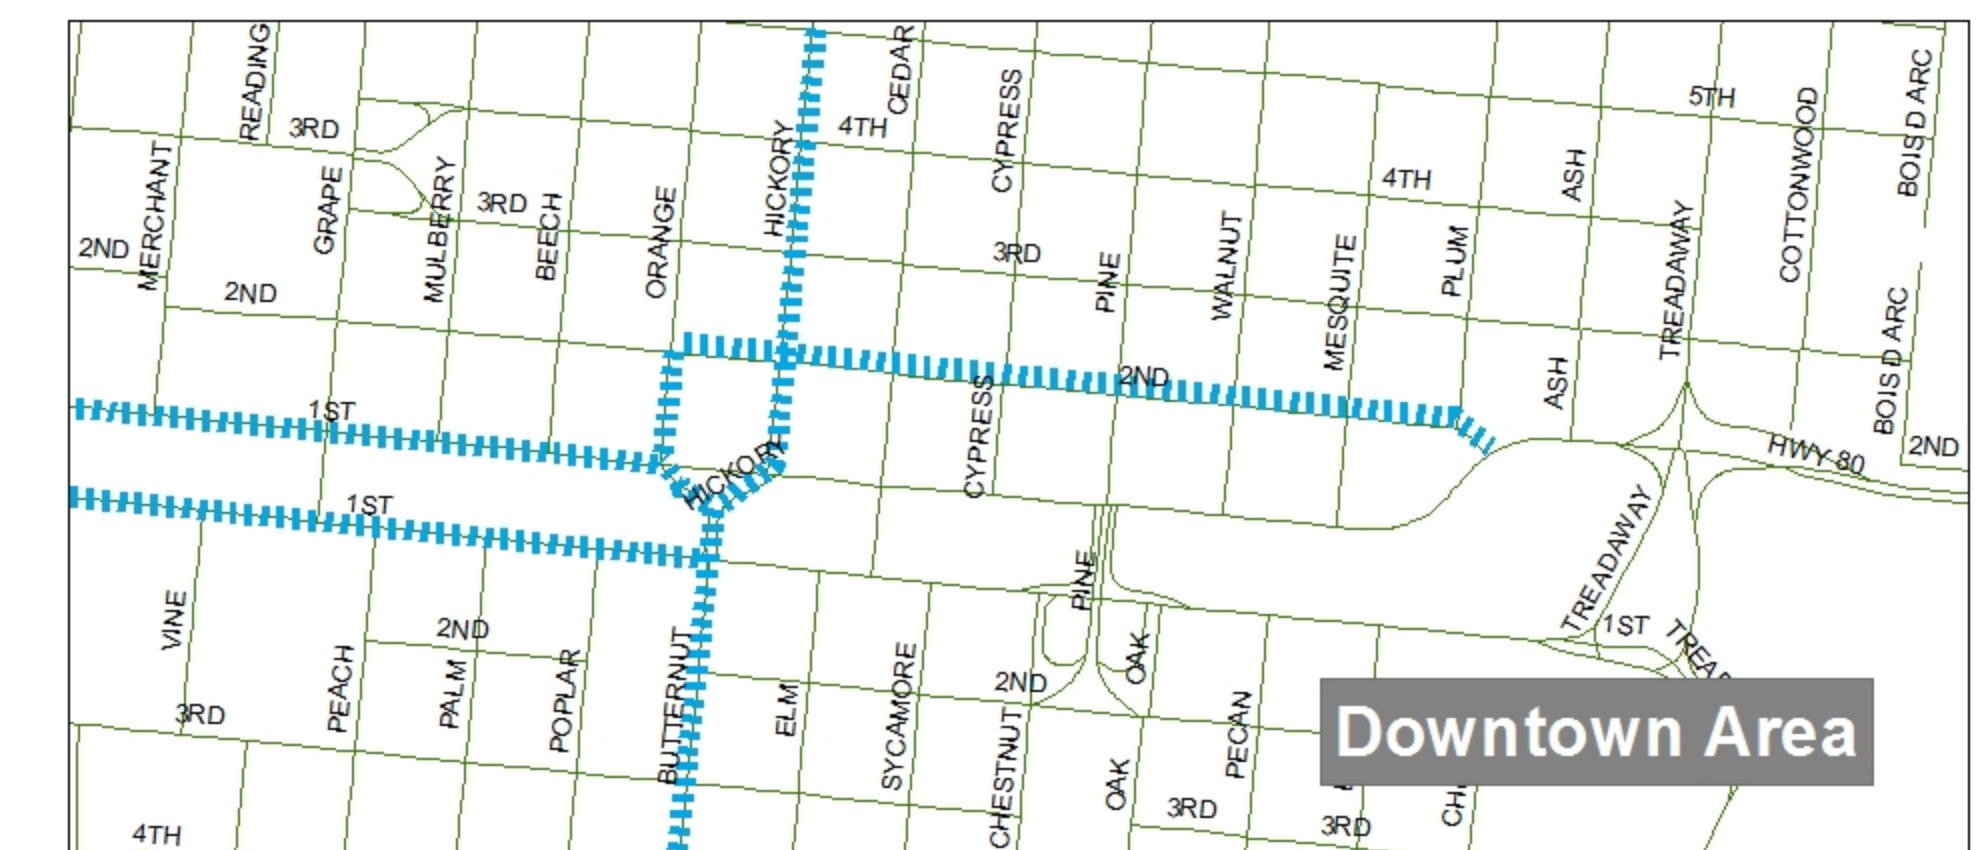 READING
CEDAR
CYPRESS
5TH
COTTONWOOD
BOIS D ARC
3RD
4TH
HICKORY
MERCHANT
GRAPE
MULBERRY
3RD
BEECH
ORANGE
4TH
ASH
2ND
2ND
3RD
PINE
WALNUT
MESQUITE
PLUM
TREADAWAY
BOIS D ARC
1ST
2ND
CYPRESS
ASH
HICKORY
HWY 80
2ND
1ST
PINE
TREADAWAY
1ST
VINE
2ND
PEACH
PALM
POPLAR
BUTTERNUT
ELM
SYCAMORE
2ND
OAK
3RD
CHESTNUT
OAK
PECAN
Downtown Area
3RD
3RD
4TH